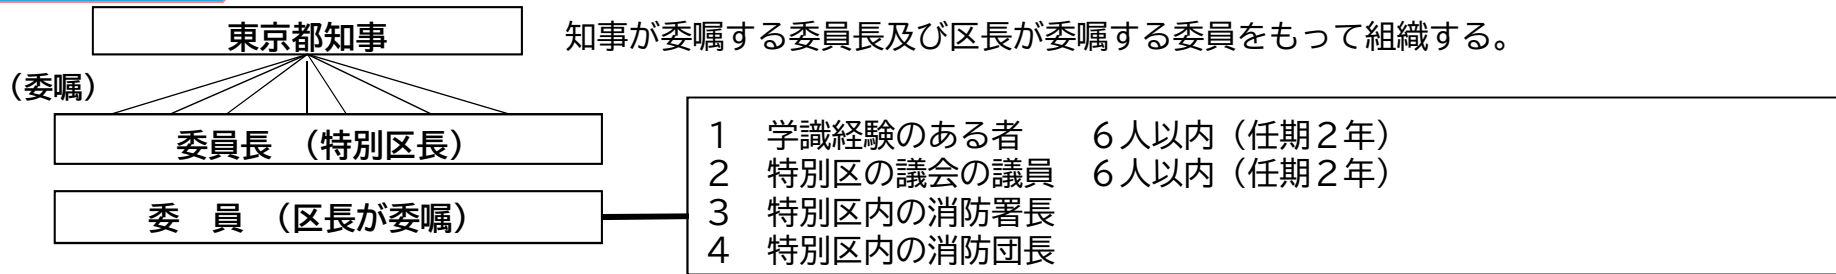 東京都知事
知事が委嘱する委員長及び区長が委嘱する委員をもって組織する。
（委嘱）
委員長　（特別区長）
委　員　（区長が委嘱）
１　学識経験のある者　　６人以内（任期２年）
２　特別区の議会の議員　６人以内（任期２年）
３　特別区内の消防署長
４　特別区内の消防団長